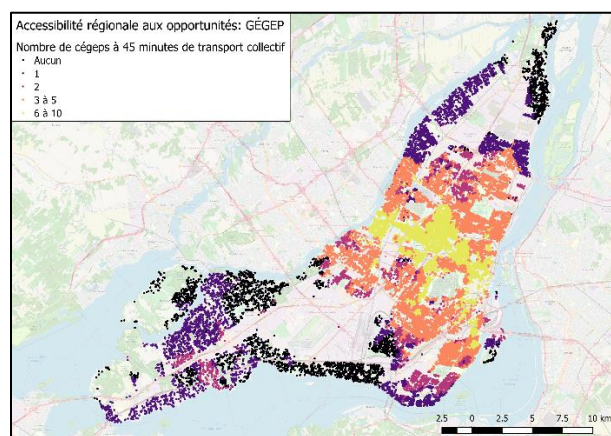 Accessibilité régionale aux opportunités: GÉGEP
Nombre de cégeps à 45 minutes de transport collectif
Aucun
1
2
3 à 5
6 à 10
2.5 0 2.5 5 7.5 10 km